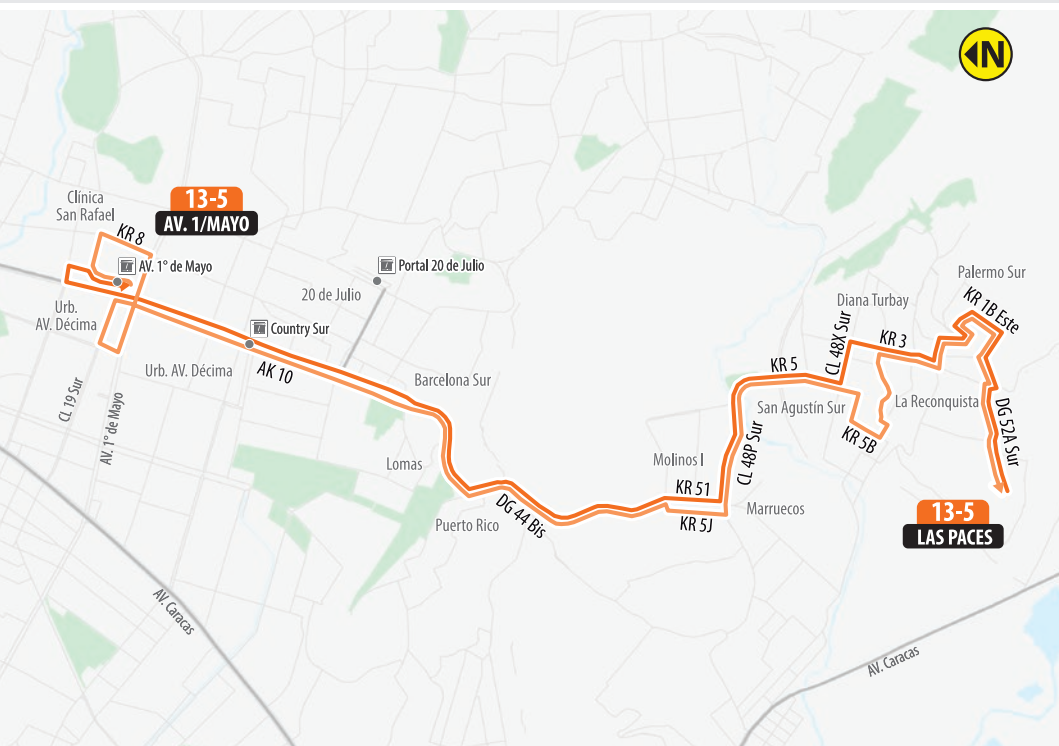 N
Clínica
San Rafael
13-5
AV. 1/MAYO
KR 8
AV. 1° de Mayo
Portal 20 de Julio
20 de Julio
Urb.
AV. Décima
Country Sur
Urb. AV. Décima
AK 10
CL 19 Sur
AV. 1° de Mayo
Barcelona Sur
Lomas
Puerto Rico
DG 44 Bis
AV. Caracas
Molinos I
KR 51
KR 5J
Marruecos
CL 48P Sur
KR 5
San Agustín Sur
CL 48X Sur
Diana Turbay
KR 3
KR 5B
La Reconquista
Palermo Sur
KR 1B Este
DG 52A Sur
13-5
LAS PACES
AV. Caracas